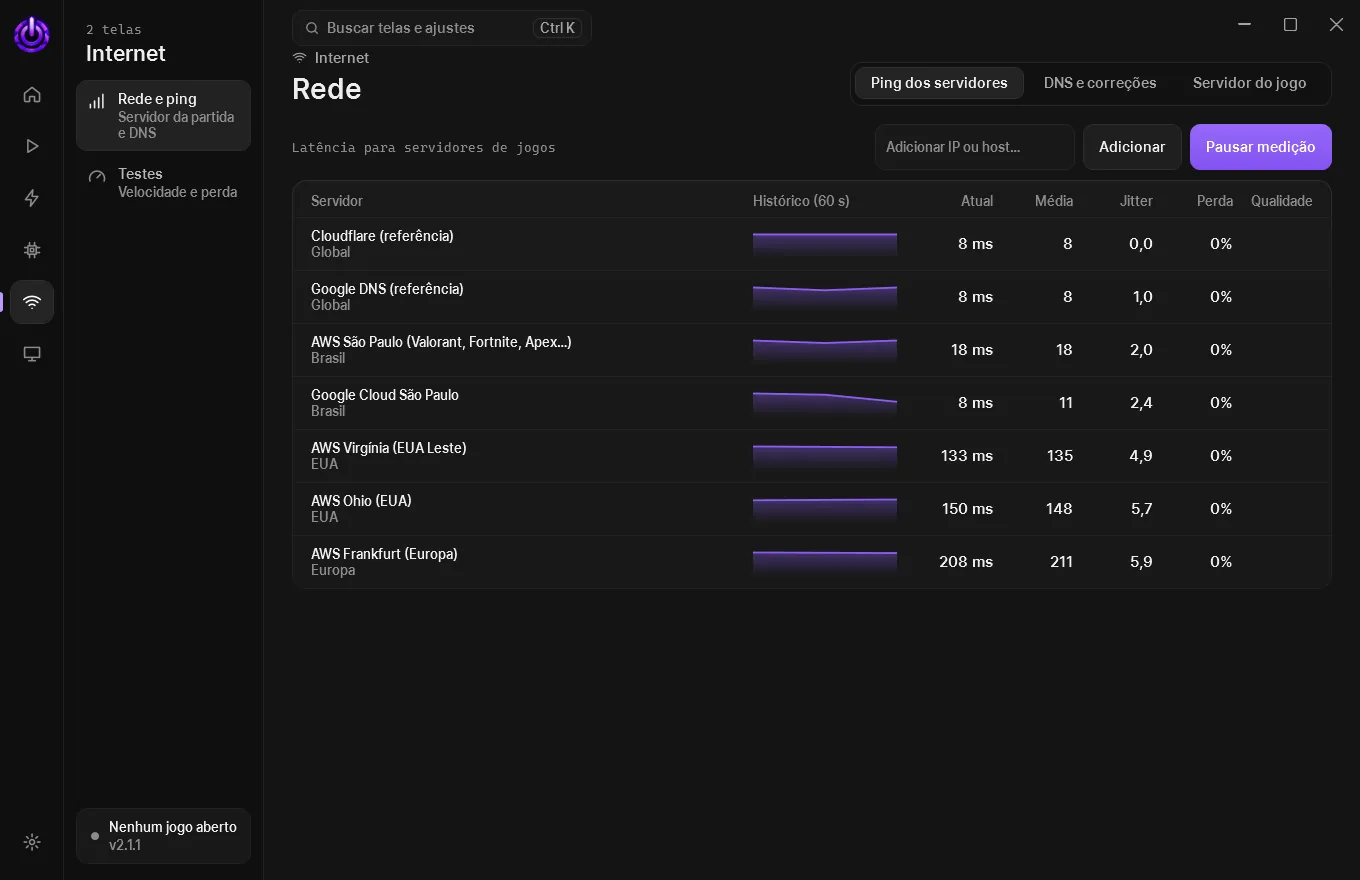 2 telas
Internet
Rede e ping
Servidor da partida
e DNS
Testes
Velocidade e perda
Nenhum jogo aberto
v2.1.1
Buscar telas e ajustes
Ctrl K
Internet
Rede
Ping dos servidores
DNS e correções
Servidor do jogo
Latência para servidores de jogos
Adicionar IP ou host...
Adicionar
Pausar medição
Servidor Histórico (60 s) Atual Média Jitter Perda Qualidade
Cloudflare (referência) 8 ms 8 0,0 0%
Global
Google DNS (referência) 8 ms 8 1,0 0%
Global
AWS São Paulo (Valorant, Fortnite, Apex...) 18 ms 18 2,0 0%
Brasil
Google Cloud São Paulo 8 ms 11 2,4 0%
Brasil
AWS Virgínia (EUA Leste) 133 ms 135 4,9 0%
EUA
AWS Ohio (EUA) 150 ms 148 5,7 0%
EUA
AWS Frankfurt (Europa) 208 ms 211 5,9 0%
Europa